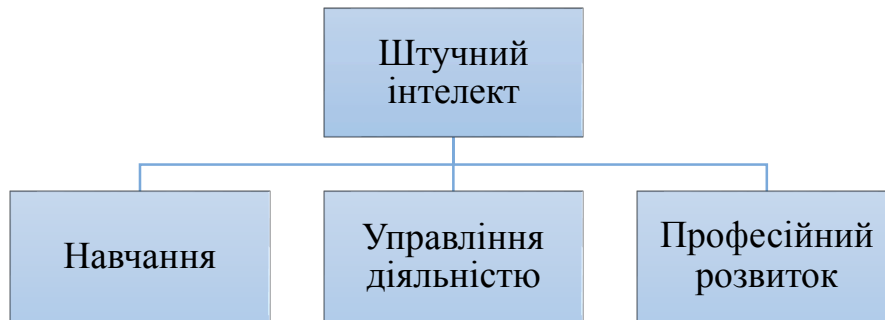 Штучний
інтелект
Навчання
Управління
діяльністю
Професійний
розвиток